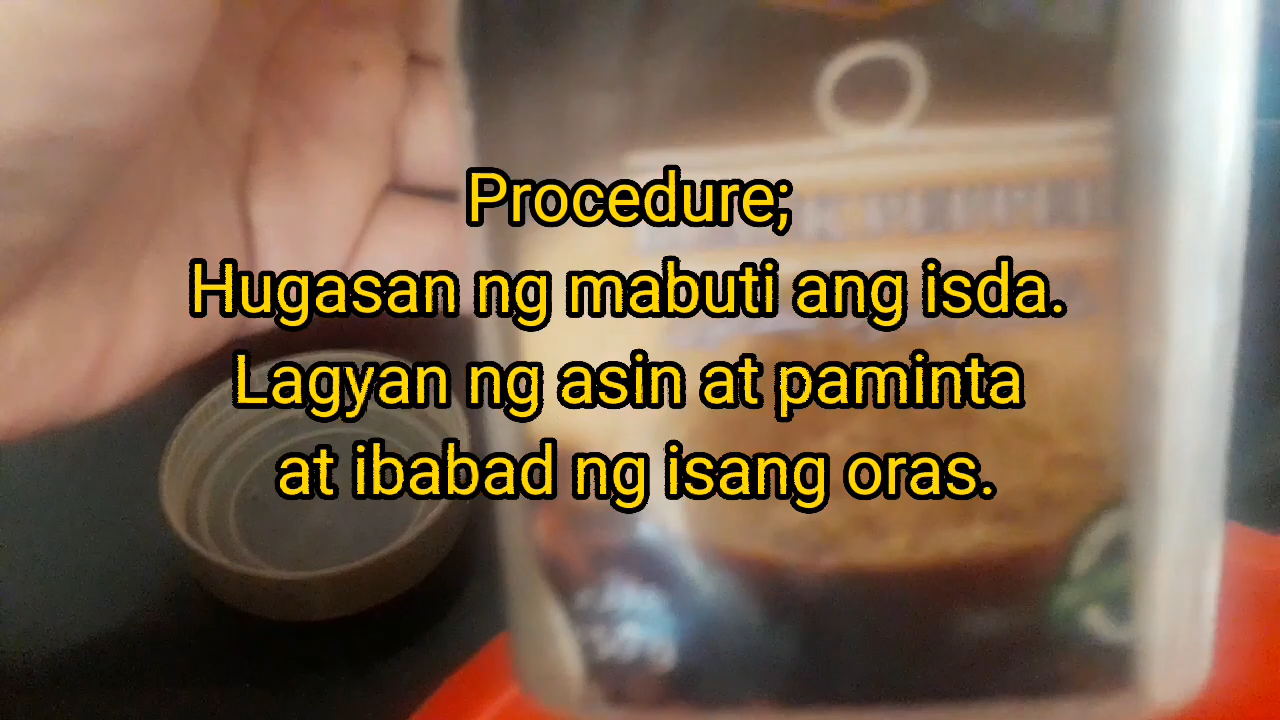 Procedure;
Hugasan ng mabuti ang isda.
Lagyan ng asin at paminta
at ibabad ng isang oras.